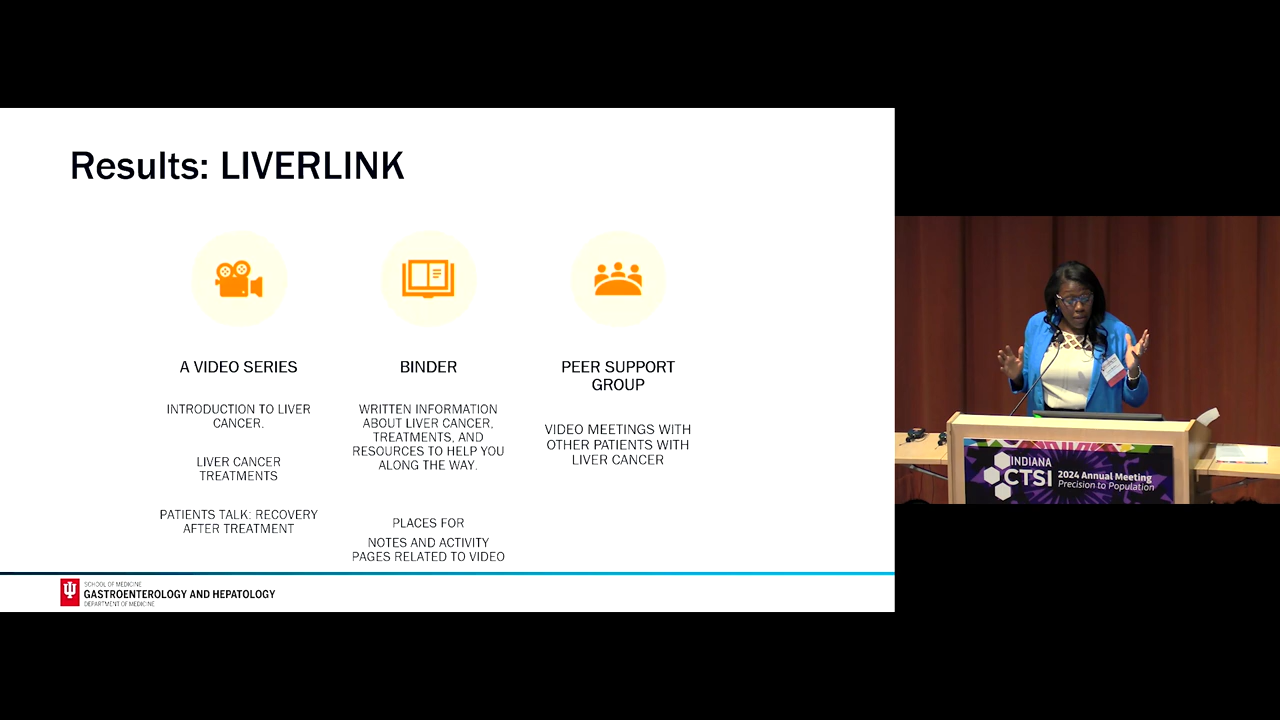 Results: LIVERLINK
A VIDEO SERIES
INTRODUCTION TO LIVER
CANCER.
LIVER CANCER
TREATMENTS
PATIENTS TALK: RECOVERY
AFTER TREATMENT
BINDER
WRITTEN INFORMATION
ABOUT LIVER CANCER,
TREATMENTS, AND
RESOURCES TO HELP YOU
ALONG THE WAY.
PLACES FOR
NOTES AND ACTIVITY
PAGES RELATED TO VIDEO
PEER SUPPORT
GROUP
VIDEO MEETINGS WITH
OTHER PATIENTS WITH
LIVER CANCER
SCHOOL OF MEDICINE
GASTROENTEROLOGY AND HEPATOLOGY
DEPARTMENT OF MEDICINE
INDIANA
CTSI
2024 Annual Meeting
Precision to Population